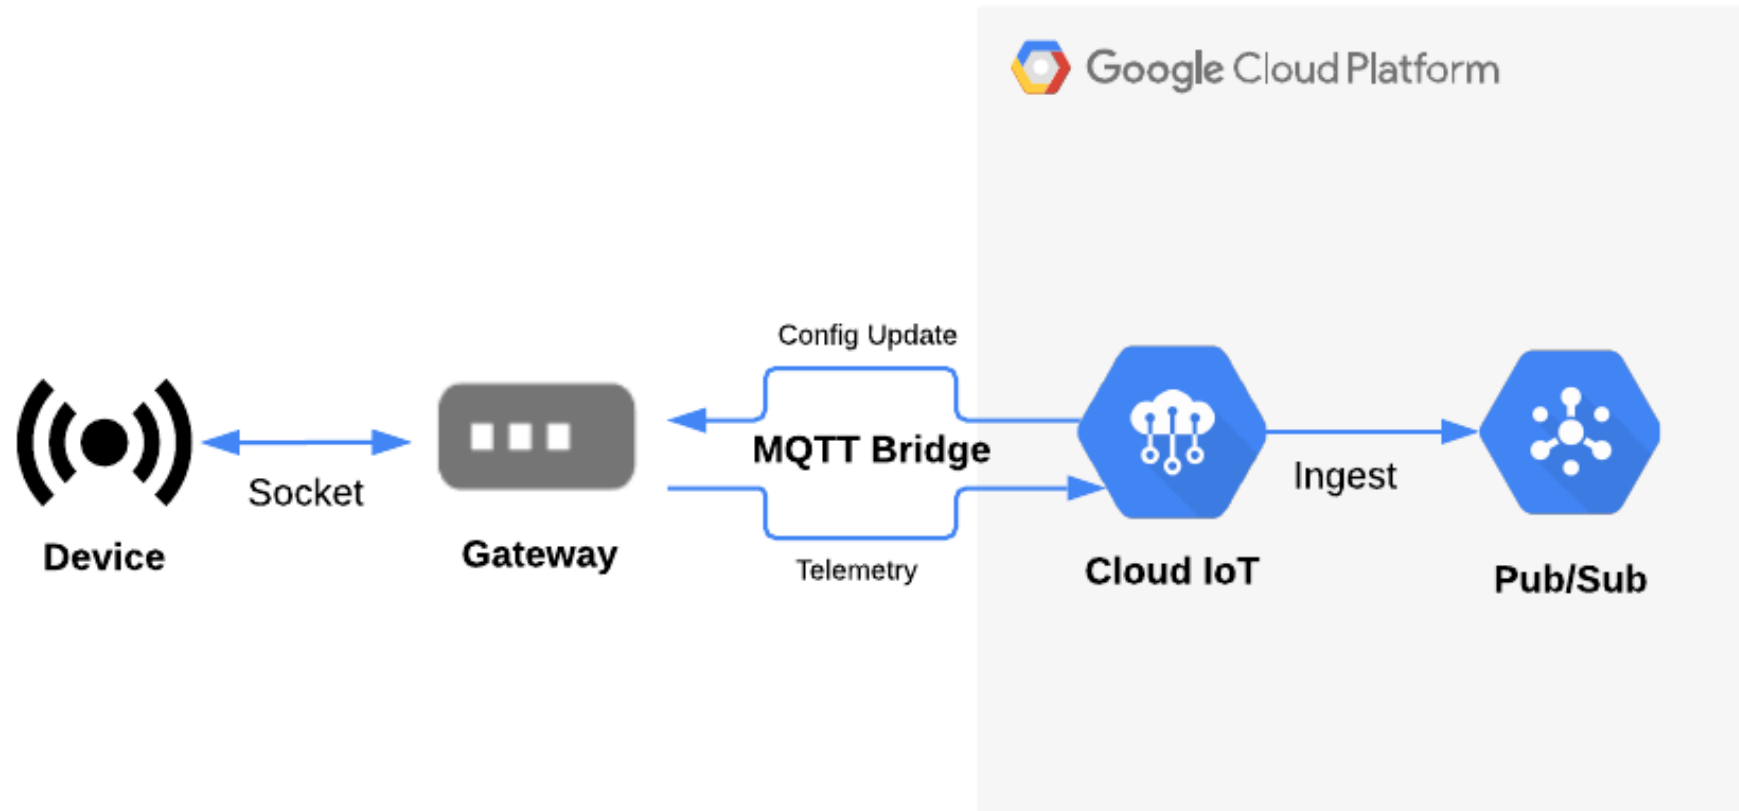 Google Cloud Platform
Config Update
MQTT Bridge
Socket
Ingest
Device
Gateway
Telemetry
Cloud IoT
Pub/Sub